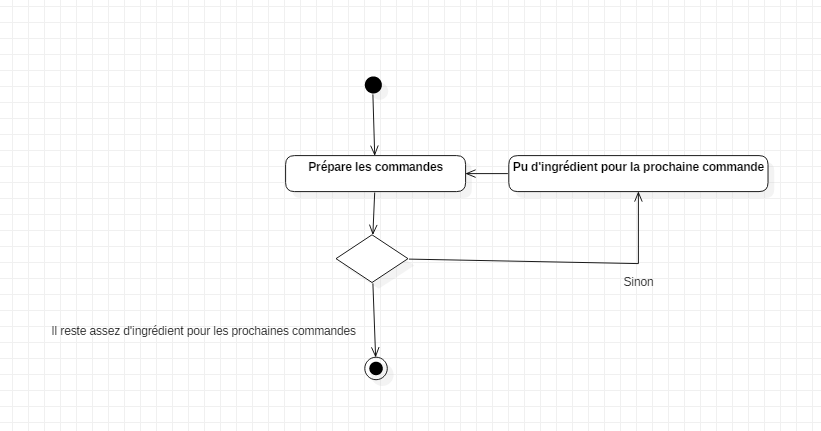 Prépare les commandes
Pu d'ingrédient pour la prochaine commande
Sinon
Il reste assez d'ingrédient pour les prochaines commandes